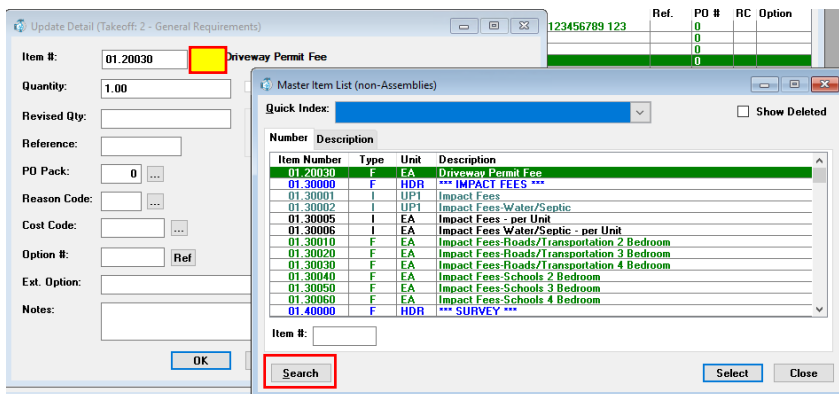 Ref. PO # RC Option
Update Detail (Takeoff: 2 - General Requirements)
123456789 123 0
0
0
0
Item #: 01.20030 Driveway Permit Fee
Quantity: 1.00
Revised Qty:
Reference:
PO Pack: 0 ...
Reason Code: ...
Cost Code: ...
Option #: Ref
Ext. Option:
Notes:
OK
Master Item List (non-Assemblies)
Quick Index: Show Deleted
Number Description
Item Number Type Unit Description
01.20030 F EA Driveway Permit Fee
01.30000 F HDR *** IMPACT FEES ***
01.30001 I UP1 Impact Fees
01.30002 I UP1 Impact Fees-Water/Septic
01.30005 I EA Impact Fees - per Unit
01.30006 I EA Impact Fees Water/Septic - per Unit
01.30010 F EA Impact Fees-Roads/Transportation 2 Bedroom
01.30020 F EA Impact Fees-Roads/Transportation 3 Bedroom
01.30030 F EA Impact Fees-Roads/Transportation 4 Bedroom
01.30040 F EA Impact Fees-Schools 2 Bedroom
01.30050 F EA Impact Fees-Schools 3 Bedroom
01.30060 F EA Impact Fees-Schools 4 Bedroom
01.40000 F HDR *** SURVEY ***
Item #:
Search Select Close